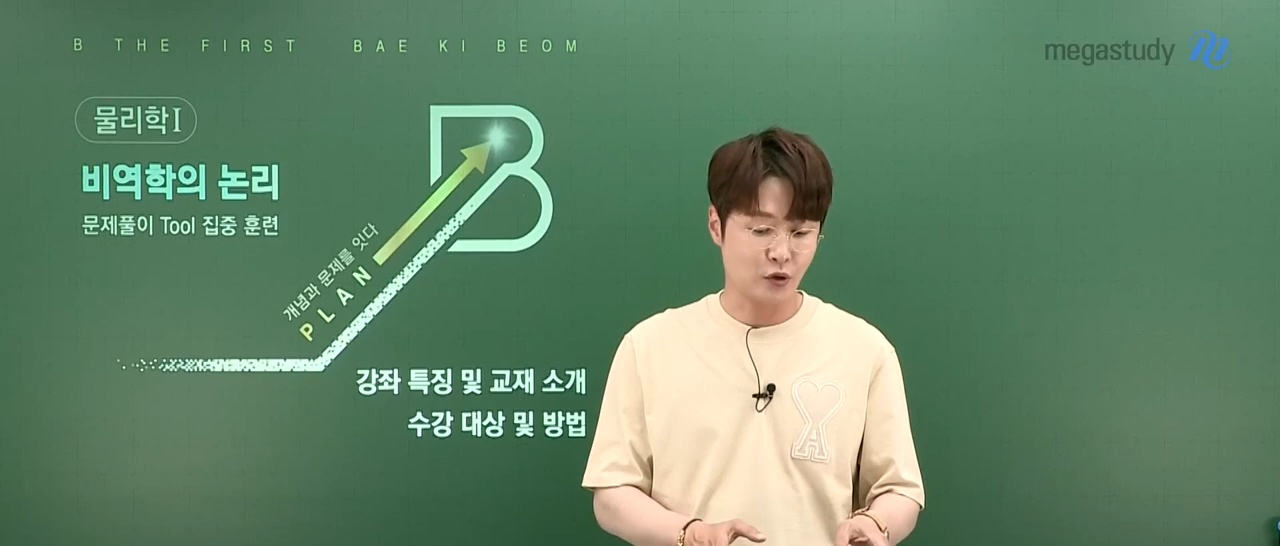 B THE FIRST BAE KI BEOM
megastudy
물리학I
비역학의 논리
문제풀이 Tool 집중 훈련
개념과 문제를 잇다
PLAN
B
강좌 특징 및 교재 소개
수강 대상 및 방법
A